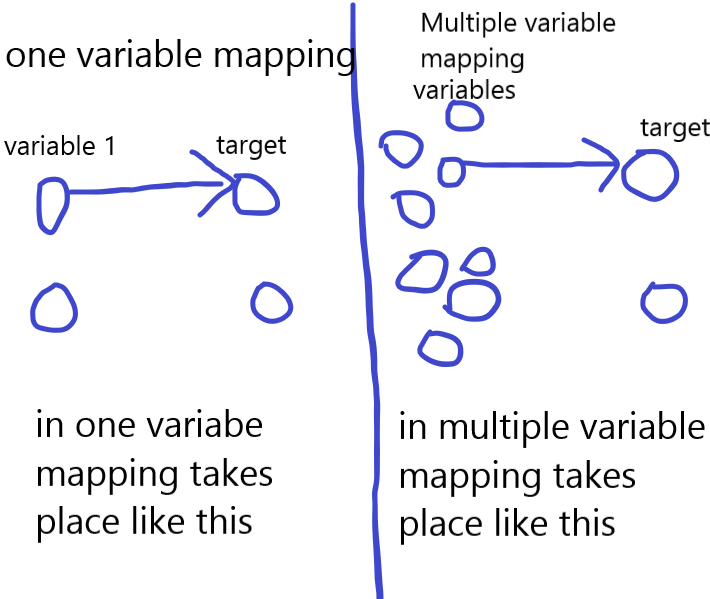 one variable mapping
variable 1
target
in one variabe
mapping takes
place like this
Multiple variable
mapping
variables
target
in multiple variable
mapping takes
place like this